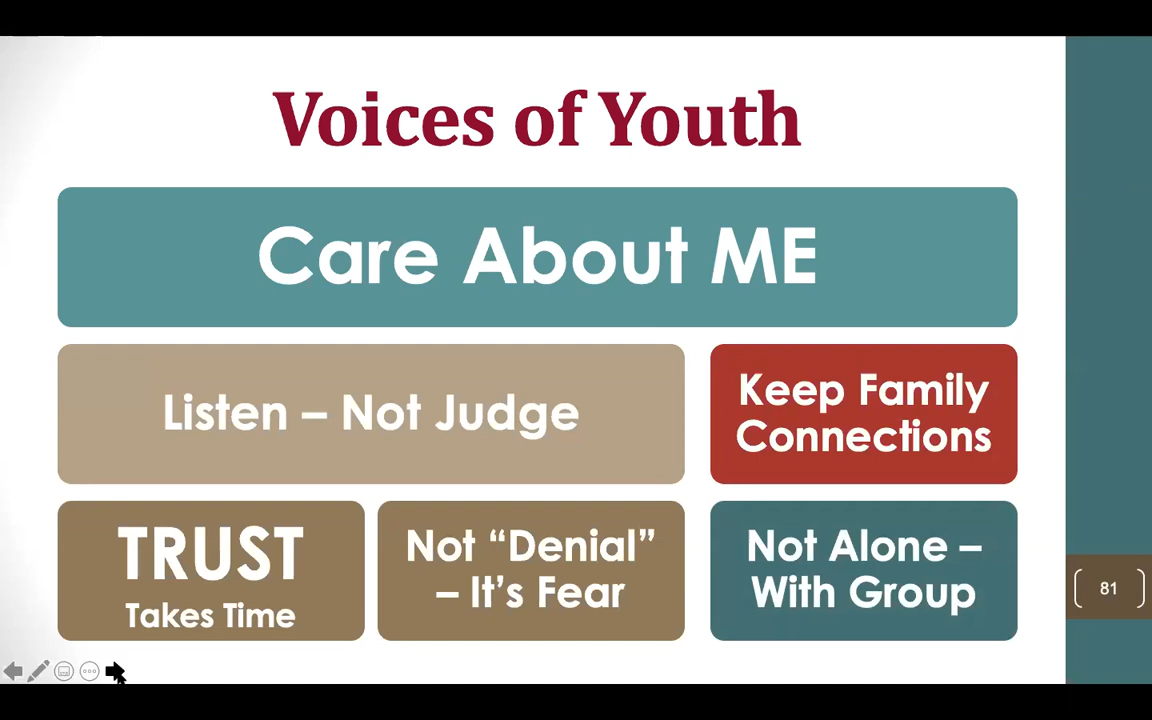 Voices of Youth
Care About ME
Listen – Not Judge
Keep Family
Connections
TRUST
Takes Time
Not “Denial”
– It’s Fear
Not Alone –
With Group
81